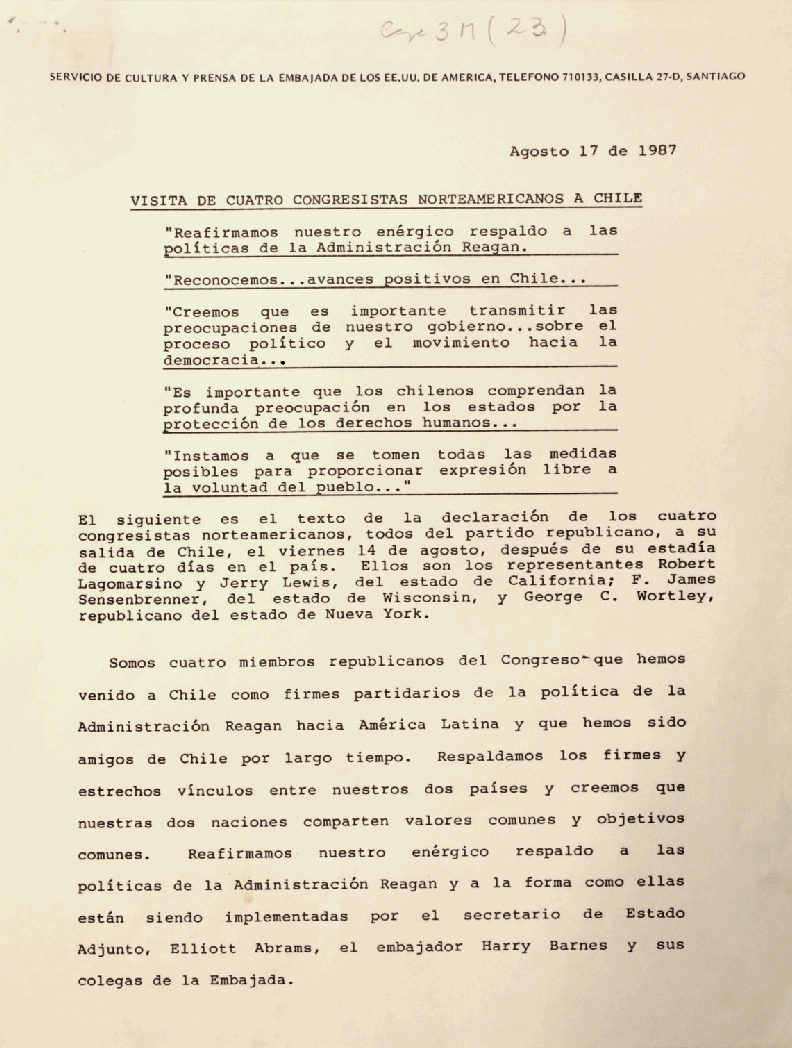 3 M (23)
SERVICIO DE CULTURA Y PRENSA DE LA EMBAJADA DE LOS EE.UU. DE AMERICA, TELEFONO 710133, CASILLA 27-D, SANTIAGO
Agosto 17 de 1987
VISITA DE CUATRO CONGRESISTAS NORTEAMERICANOS A CHILE
"Reafirmamos nuestro enérgico respaldo a las
políticas de la Administración Reagan.
"Reconocemos...avances positivos en Chile...
"Creemos que es importante transmitir las
preocupaciones de nuestro gobierno...sobre el
proceso político y el movimiento hacia la
democracia...
"Es importante que los chilenos comprendan la
profunda preocupación en los estados por la
protección de los derechos humanos...
"Instamos a que se tomen todas las medidas
posibles para proporcionar expresión libre a
la voluntad del pueblo..."
El siguiente es el texto de la declaración de los cuatro
congresistas norteamericanos, todos del partido republicano, a su
salida de Chile, el viernes 14 de agosto, después de su estadía
de cuatro días en el país. Ellos son los representantes Robert
Lagomarsino y Jerry Lewis, del estado de California; F. James
Sensenbrenner, del estado de Wisconsin, y George C. Wortley,
republicano del estado de Nueva York.
Somos cuatro miembros republicanos del Congreso que hemos
venido a Chile como firmes partidarios de la política de la
Administración Reagan hacia América Latina y que hemos sido
amigos de Chile por largo tiempo. Respaldamos los firmes y
estrechos vínculos entre nuestros dos países y creemos que
nuestras dos naciones comparten valores comunes y objetivos
comunes. Reafirmamos nuestro enérgico respaldo a las
políticas de la Administración Reagan y a la forma como ellas
están siendo implementadas por el secretario de Estado
Adjunto, Elliott Abrams, el embajador Harry Barnes y sus
colegas de la Embajada.